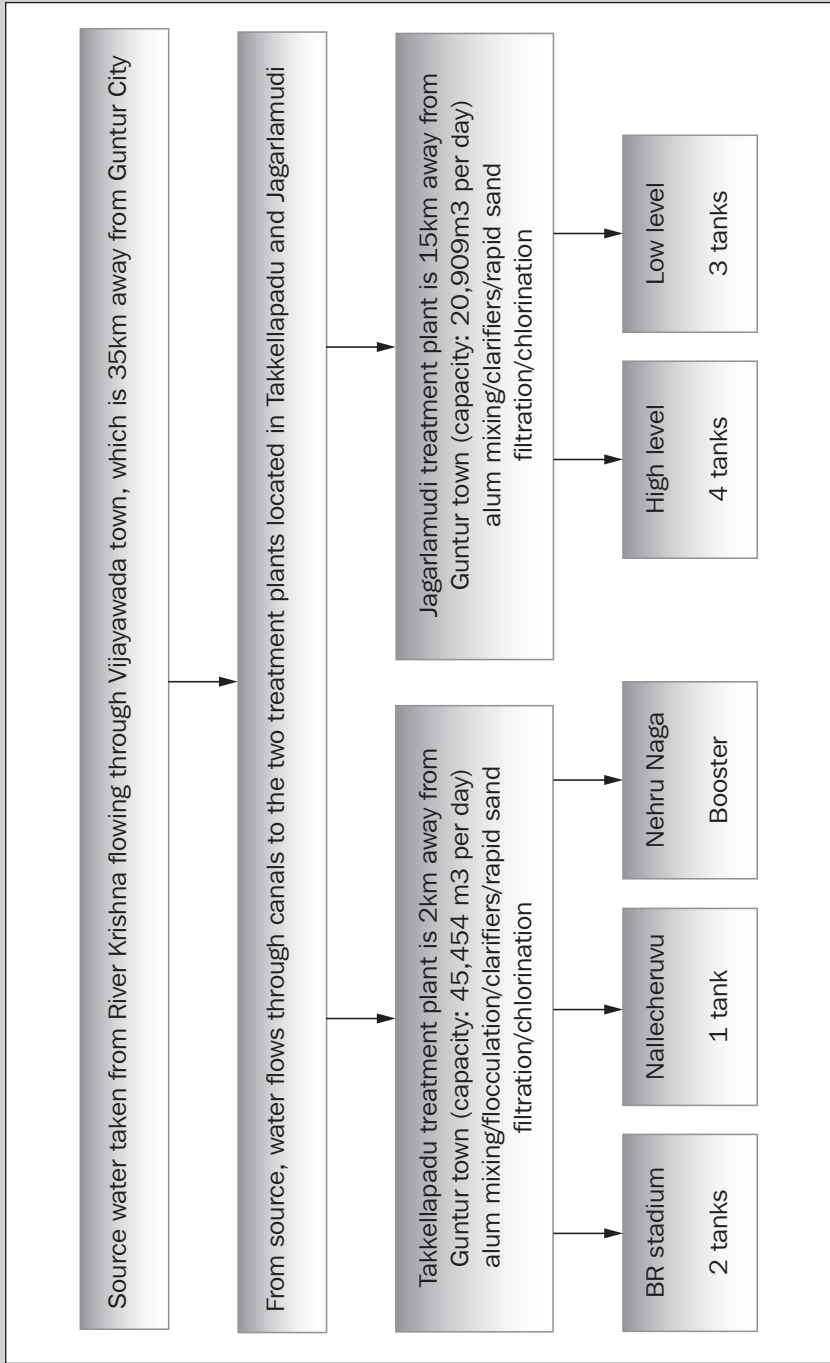 Source water taken from River Krishna flowing through Vijayawada town, which is 35km away from Guntur City
From source, water flows through canals to the two treatment plants located in Takkellapadu and Jagarlamudi
Takkellapadu treatment plant is 2km away from
Guntur town (capacity: 45,454 m3 per day)
alum mixing/flocculation/clarifiers/rapid sand
filtration/chlorination
Jagarlamudi treatment plant is 15km away from
Guntur town (capacity: 20,909m3 per day)
alum mixing/clarifiers/rapid sand
filtration/chlorination
BR stadium
2 tanks
Nallecheruvu
1 tank
Nehru Naga
Booster
High level
4 tanks
Low level
3 tanks